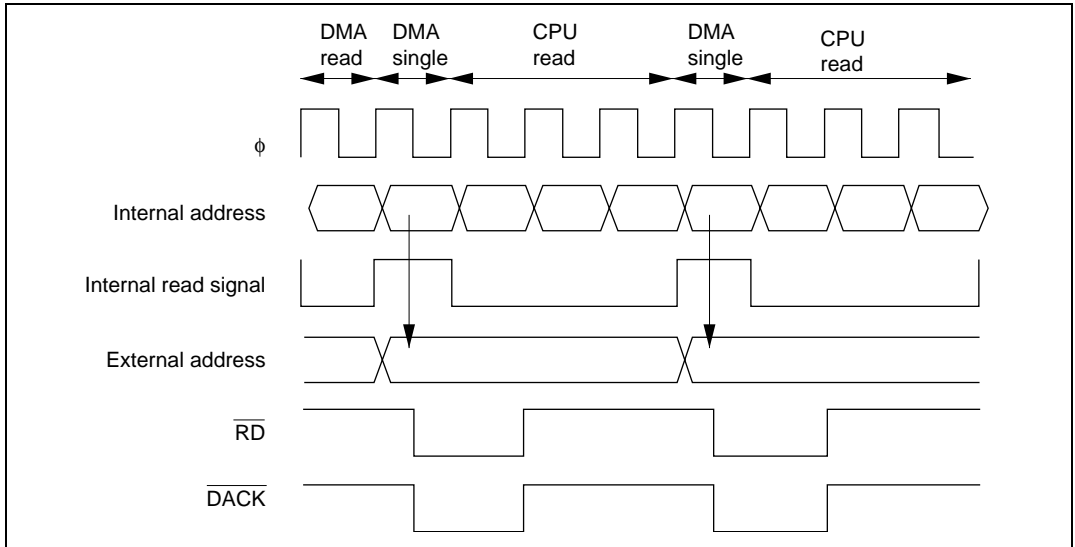 DMA read
DMA single
CPU read
DMA single
CPU read
φ
Internal address
Internal read signal
External address
RD
DACK